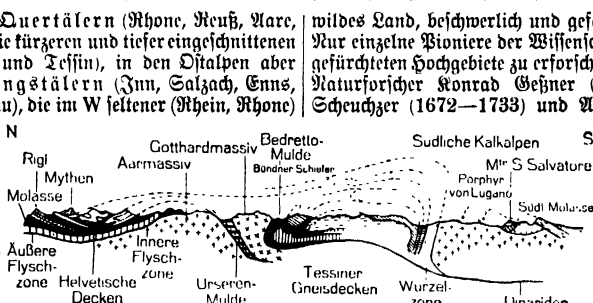 Quertälern (Rhone, Reuß, Aare,
die kürzeren und tiefer eingeschnittenen
und Tessin), in den Ostalpen aber
ngstälern (Inn, Salzach, Enns,
u), die im W seltener (Rhein, Rhone)
wildes Land, beschwerlich und gef
Nur einzelne Pioniere der Wissensc
gefürchteten Hochgebiete zu erforsch
Naturforscher Konrad Geßner (
Scheuchzer (1672—1733) und A
N
S
Rigi
Mythen
Molasse
Aarmassiv
Gotthardmassiv
Bedretto-
Mulde
Bündner Schiefer
Südliche Kalkalpen
Mte S Salvatore
Porphyr
von Lugano
Südl Molasse
Äußere
Flysch-
zone
Helvetische
Decken
Innere
Flysch-
zone
Urseren-
Mulde
Tessiner
Gneisdecken
Wurzel-
zone
Dinariden